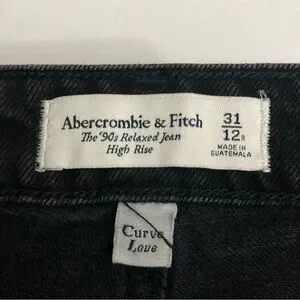 Abercrombie & Fitch
The '90s Relaxed Jean
High Rise
31
12R
MADE IN
GUATEMALA
Curve
Love